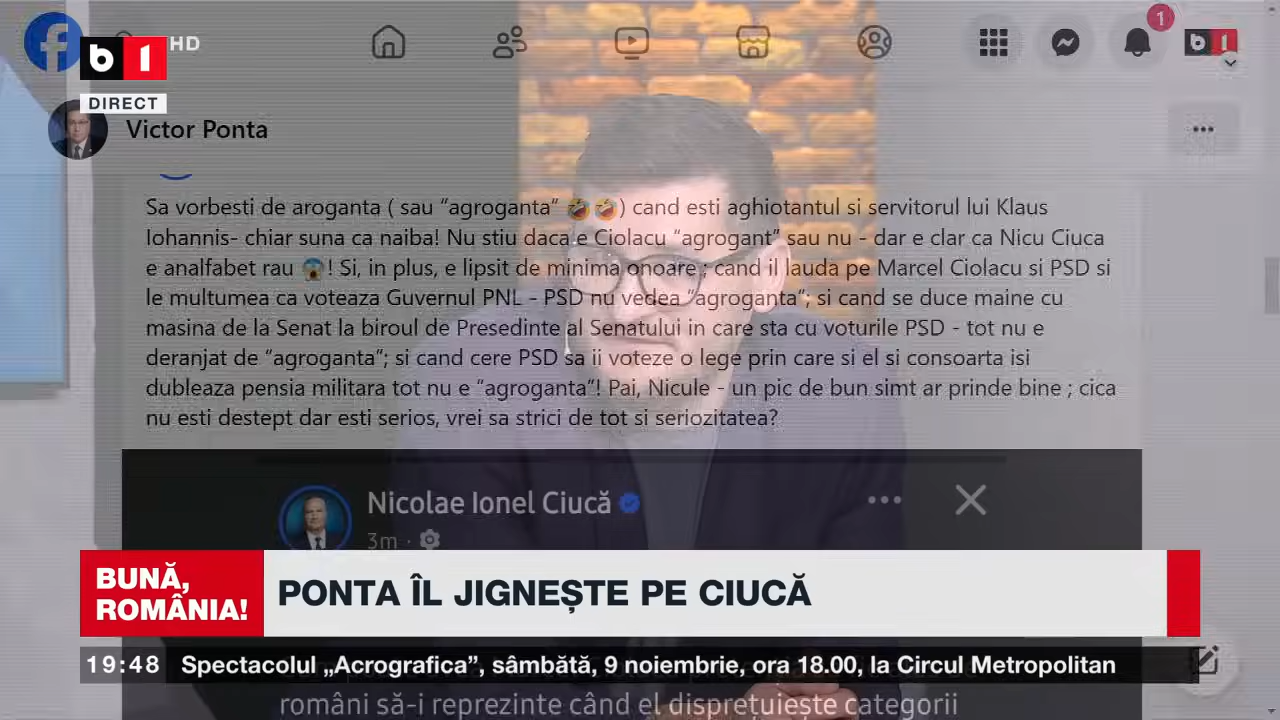 b1 HD
DIRECT
1
b1
Victor Ponta
Sa vorbesti de aroganta ( sau “agroganta“ 🤣🤣) cand esti aghiotantul si servitorul lui Klaus
Iohannis- chiar suna ca naiba! Nu stiu daca e Ciolacu “agrogant” sau nu - dar e clar ca Nicu Ciuca
e analfabet rau 😱! Si, in plus, e lipsit de minima onoare ; cand il lauda pe Marcel Ciolacu si PSD si
le multumea ca voteaza Guvernul PNL - PSD nu vedea “agroganta“; si cand se duce maine cu
masina de la Senat la biroul de Presedinte al Senatului in care sta cu voturile PSD - tot nu e
deranjat de “agroganta“; si cand cere PSD sa ii voteze o lege prin care si el si consoarta isi
dubleaza pensia militara tot nu e “agroganta“! Pai, Nicule - un pic de bun simt ar prinde bine ; cica
nu esti destept dar esti serios, vrei sa strici de tot si seriozitatea?
Nicolae Ionel Ciucă
3m ·
BUNĂ,
ROMÂNIA!
PONTA ÎL JIGNEȘTE PE CIUCĂ
19:48 Spectacolul „Acrografica”, sâmbătă, 9 noiembrie, ora 18.00, la Circul Metropolitan
români să-i reprezinte când el disprețuiește categorii